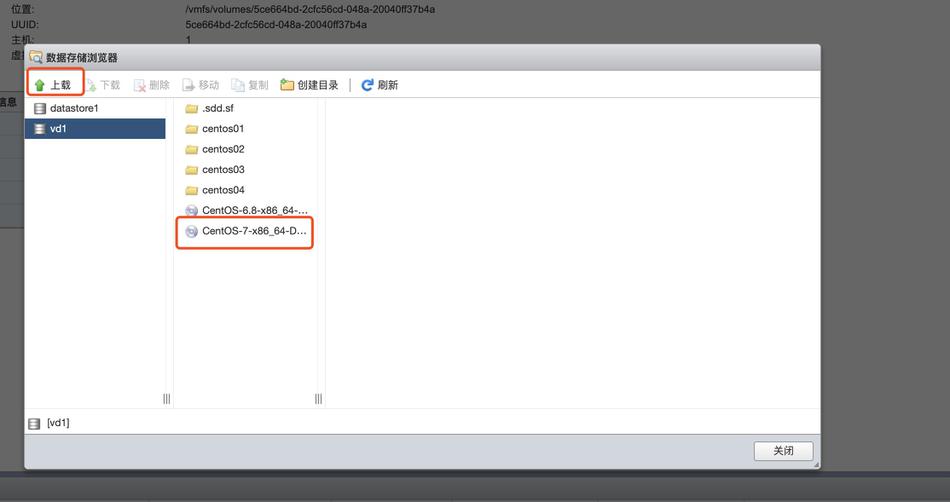 位置: /vmfs/volumes/5ce664bd-2cfc56cd-048a-20040ff37b4a
UUID: 5ce664bd-2cfc56cd-048a-20040ff37b4a
主机: 1
数据存储浏览器
上载 下载 删除 移动 复制 创建目录 刷新
信息
datastore1 .sdd.sf
vd1 centos01
centos02
centos03
centos04
CentOS-6.8-x86_64-...
CentOS-7-x86_64-D...
[vd1]
关闭